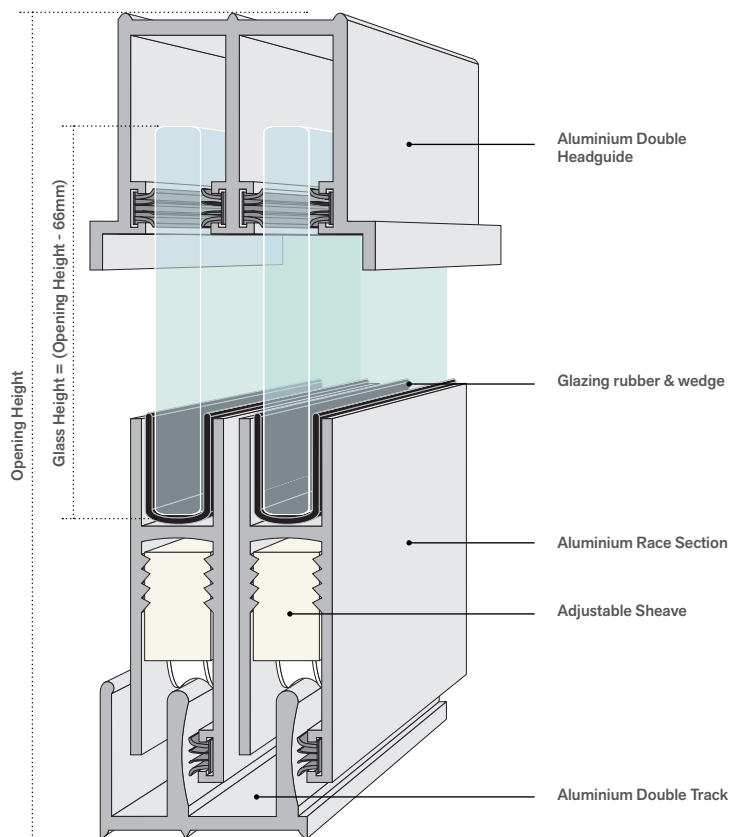 Aluminium Double
Headguide
Glass Height = (Opening Height - 66mm)
Opening Height
Glazing rubber & wedge
Aluminium Race Section
Adjustable Sheave
Aluminium Double Track